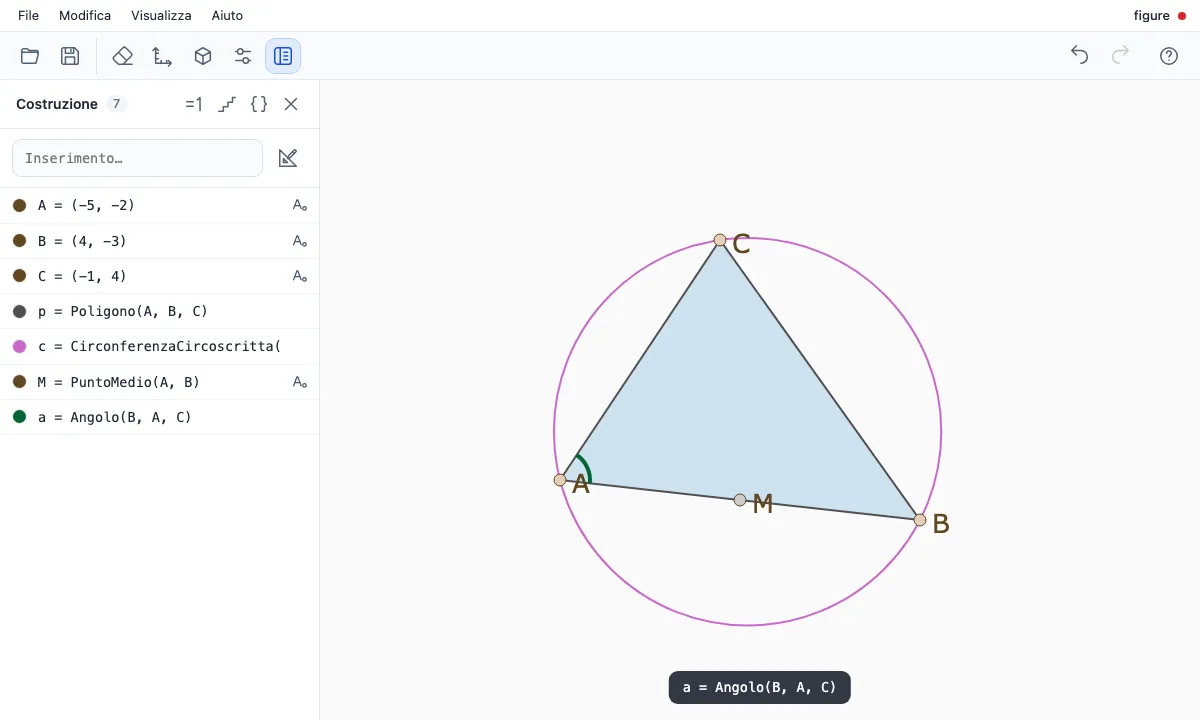 File Modifica Visualizza Aiuto figure
Costruzione 7 =1 {}
Inserimento…
A = (−5, −2)
B = (4, −3)
C = (−1, 4)
p = Poligono(A, B, C)
c = CirconferenzaCircoscritta(
M = PuntoMedio(A, B)
a = Angolo(B, A, C)
C
A
M
B
a = Angolo(B, A, C)